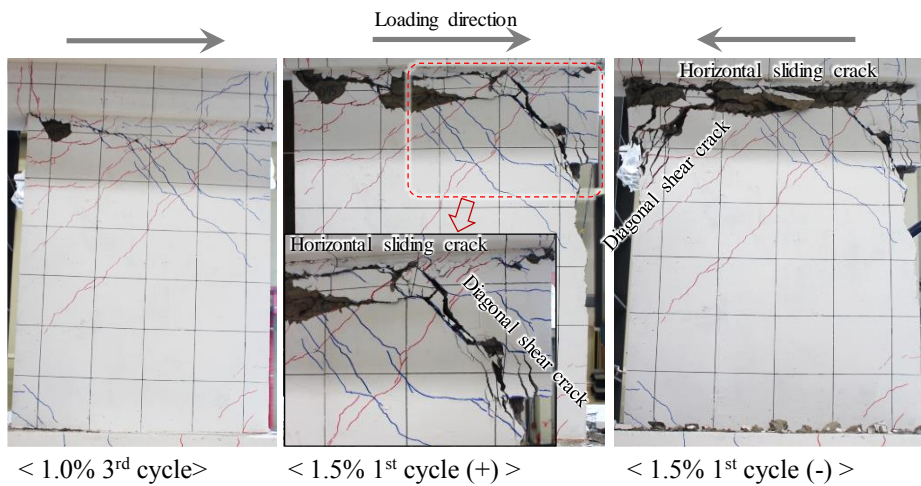 Loading direction
Horizontal sliding crack
Diagonal shear crack
Horizontal sliding crack
Diagonal shear crack
< 1.0% 3rd cycle>
< 1.5% 1st cycle (+) >
< 1.5% 1st cycle (-) >